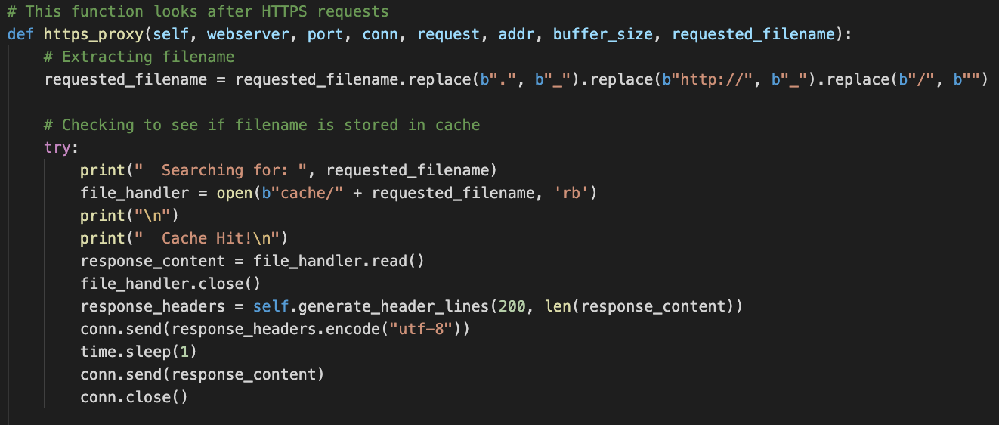 # This function looks after HTTPS requests
def https_proxy(self, webserver, port, conn, request, addr, buffer_size, requested_filename):
    # Extracting filename
    requested_filename = requested_filename.replace(b".", b"_").replace(b"http://", b"_").replace(b"/", b"")

    # Checking to see if filename is stored in cache
    try:
        print("  Searching for: ", requested_filename)
        file_handler = open(b"cache/" + requested_filename, 'rb')
        print("\n")
        print("  Cache Hit!\n")
        response_content = file_handler.read()
        file_handler.close()
        response_headers = self.generate_header_lines(200, len(response_content))
        conn.send(response_headers.encode("utf-8"))
        time.sleep(1)
        conn.send(response_content)
        conn.close()